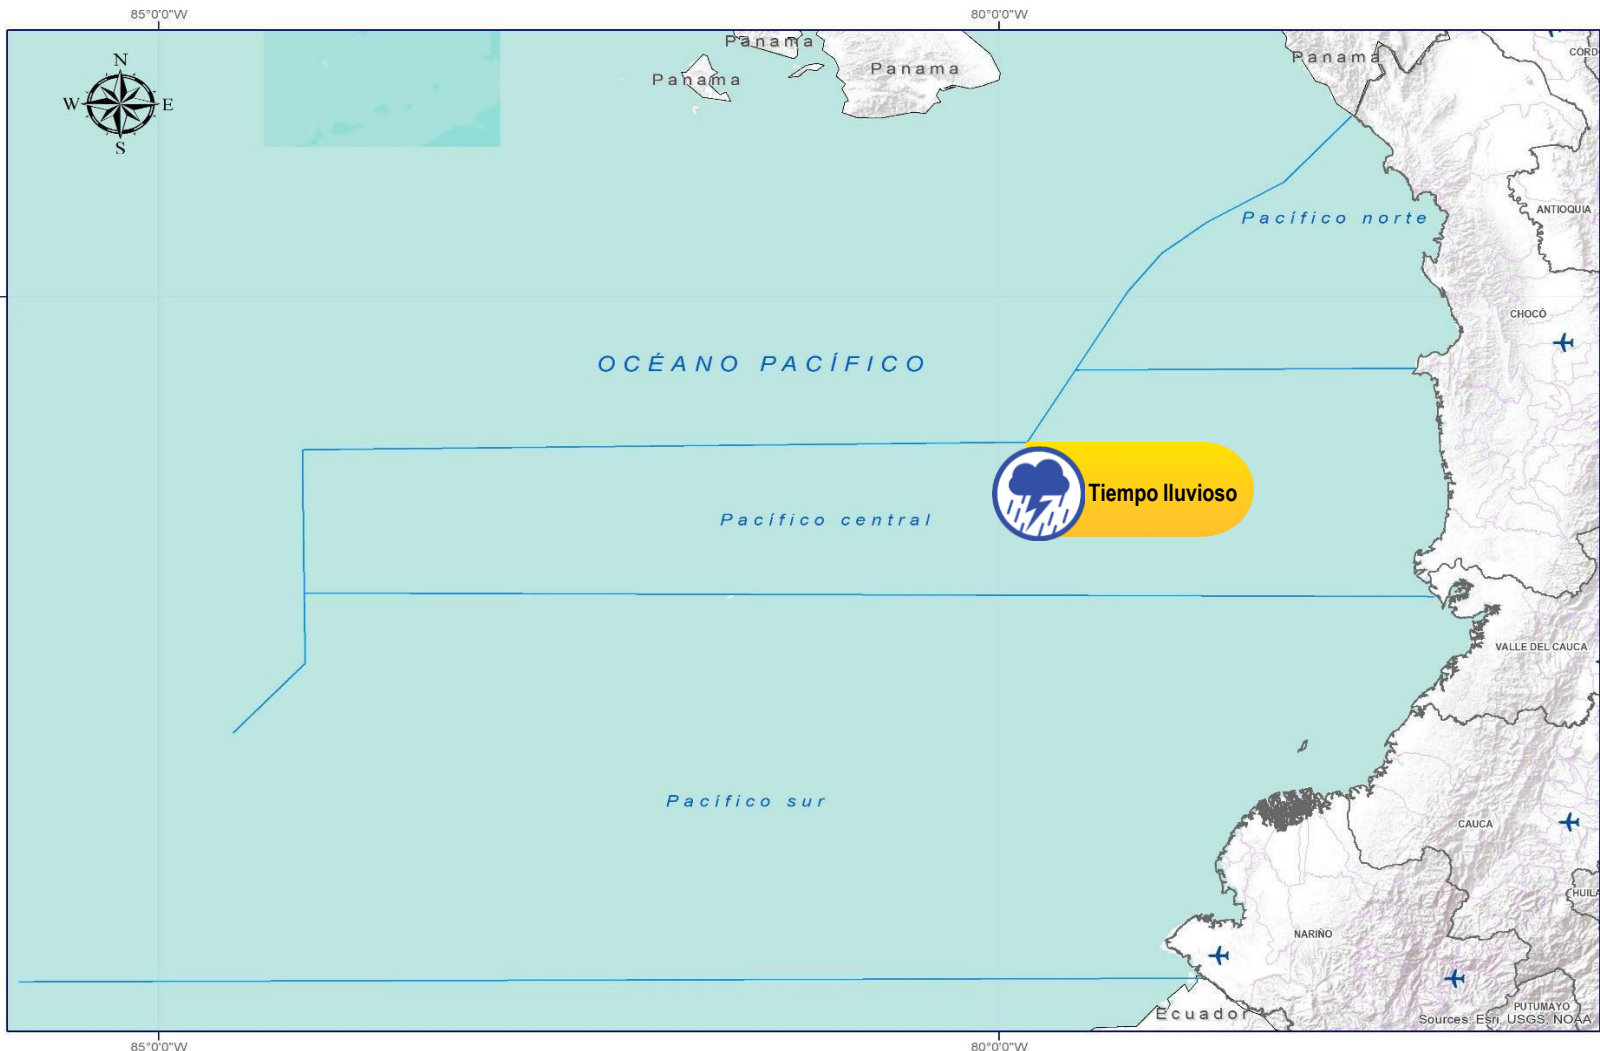 85°0'0"W
80°0'0"W
N
W
E
S
Panama
Panama
Panama
Panama
CÓRD
ANTIOQUIA
Pacífico norte
CHOCÓ
OCÉANO PACÍFICO
Tiempo lluvioso
Pacífico central
VALLE DEL CAUCA
Pacífico sur
CAUCA
HUILA
NARIÑO
PUTUMAYO
Ecuador
Sources: Esri, USGS, NOAA
85°0'0"W
80°0'0"W